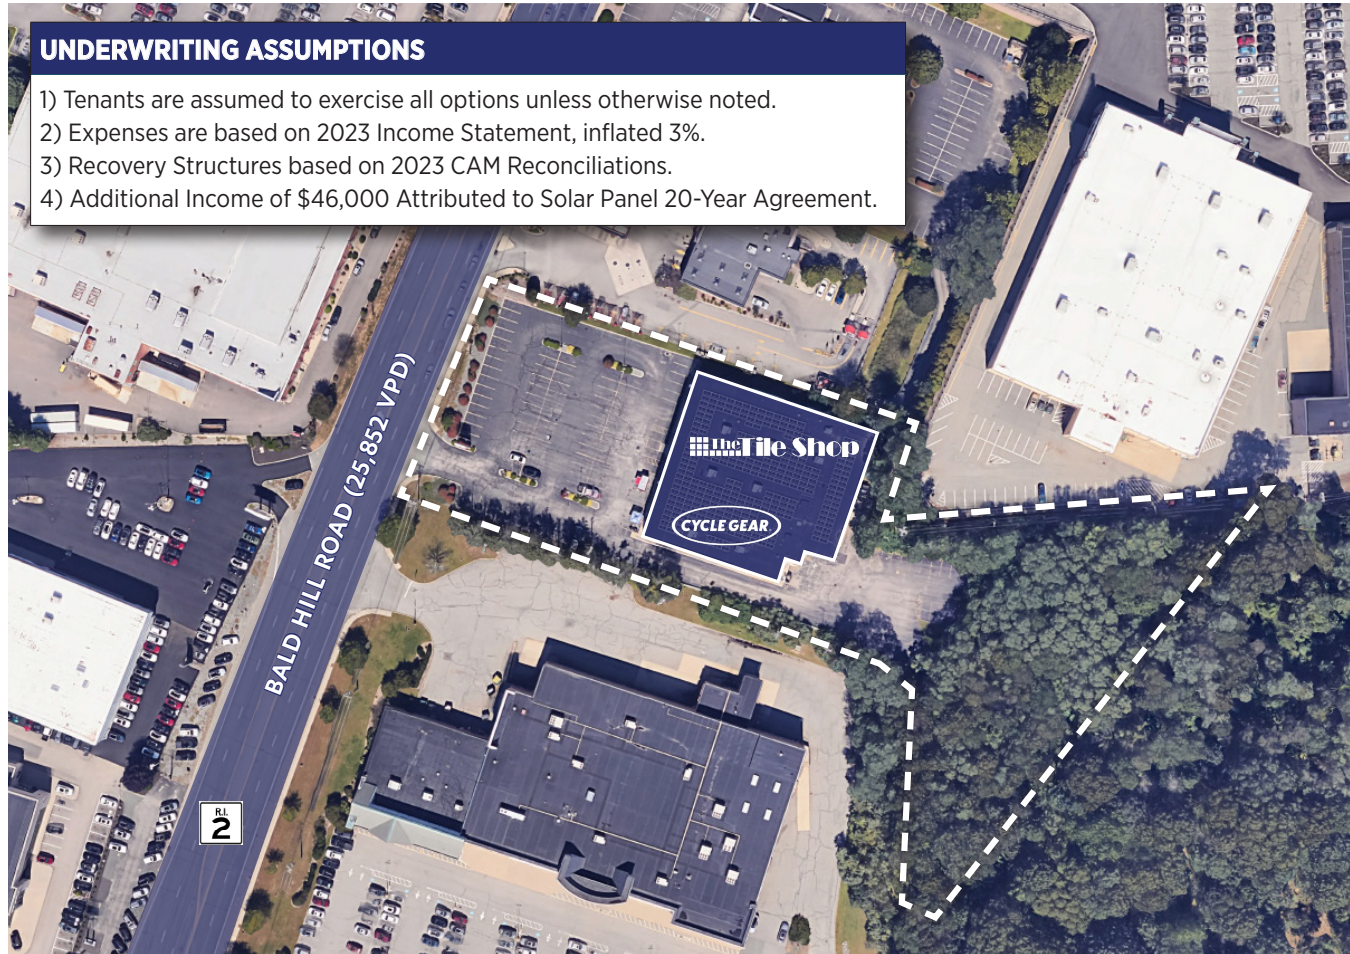 UNDERWRITING ASSUMPTIONS
1) Tenants are assumed to exercise all options unless otherwise noted.
2) Expenses are based on 2023 Income Statement, inflated 3%.
3) Recovery Structures based on 2023 CAM Reconciliations.
4) Additional Income of $46,000 Attributed to Solar Panel 20-Year Agreement.
BALD HILL ROAD (25,852 VPD)
The Tile Shop
CYCLE GEAR
R.I.
2